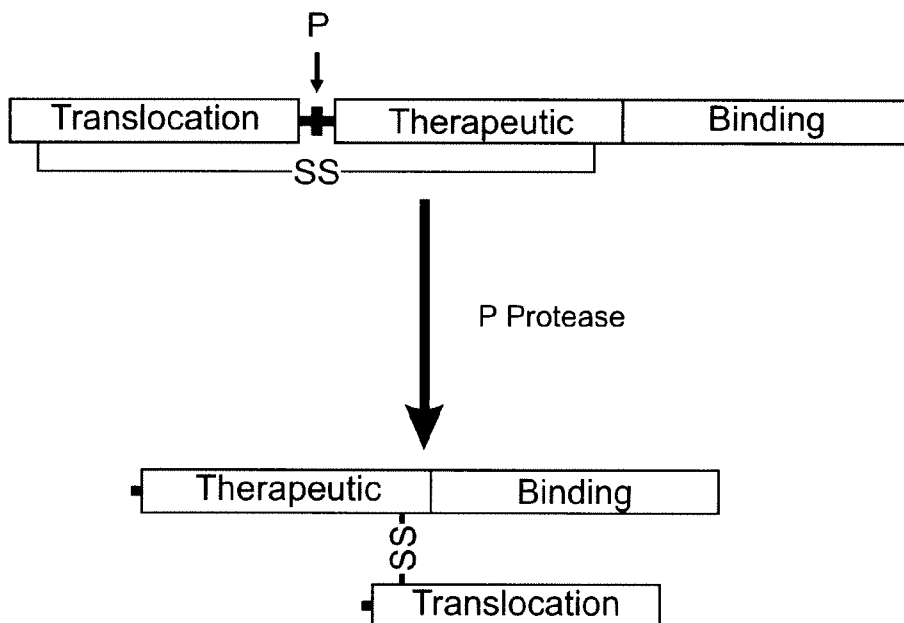 P
Translocation Therapeutic Binding
SS
P Protease
Therapeutic Binding
SS
Translocation